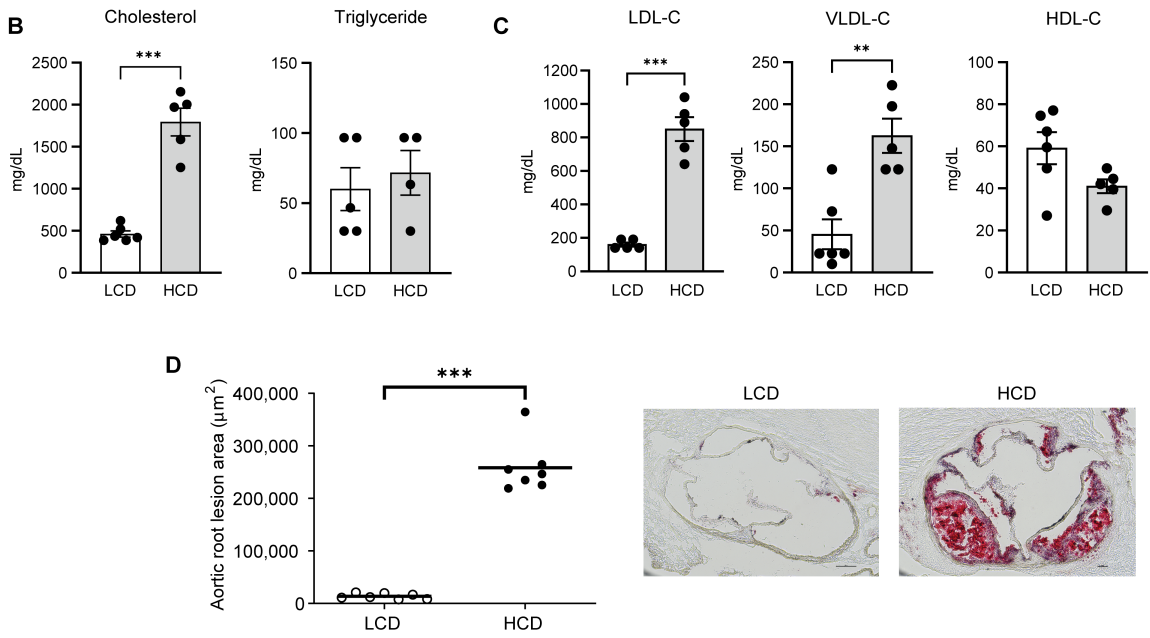 B
Cholesterol
Triglyceride
C
LDL-C
VLDL-C
HDL-C
mg/dL
2500
2000
1500
1000
500
0
***
LCD
HCD
mg/dL
150
100
50
0
LCD
HCD
mg/dL
1200
1000
800
600
400
200
0
***
LCD
HCD
mg/dL
250
200
150
100
50
0
**
LCD
HCD
mg/dL
100
80
60
40
20
0
LCD
HCD
D
Aortic root lesion area (μm²)
400,000
300,000
200,000
100,000
0
***
LCD
HCD
LCD
HCD